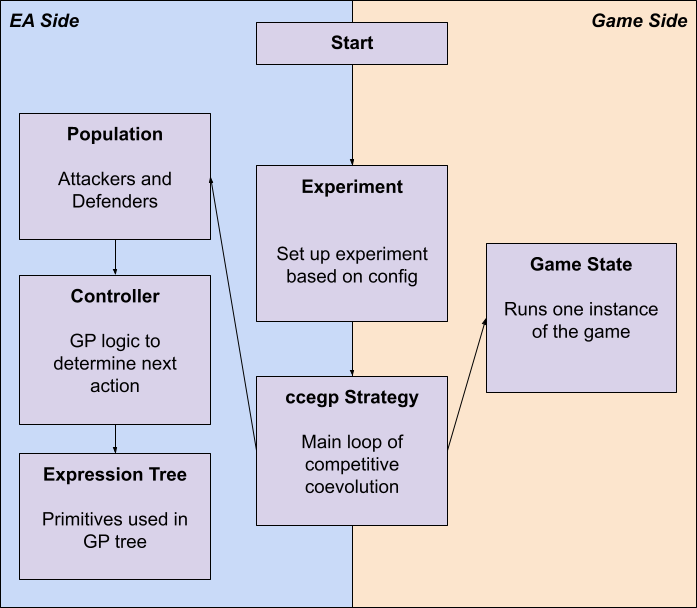 EA Side
Game Side
Start
Population
Attackers and
Defenders
Experiment
Set up experiment
based on config
Game State
Runs one instance
of the game
Controller
GP logic to
determine next
action
ccegp Strategy
Main loop of
competitive
coevolution
Expression Tree
Primitives used in
GP tree